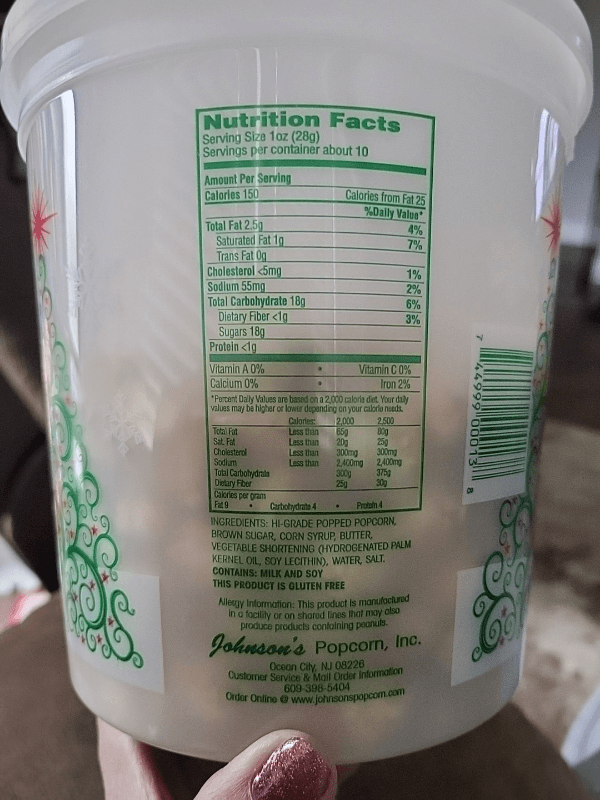 Nutrition Facts
Serving Size 1oz (28g)
Servings per container about 10
Amount Per Serving
Calories 150 Calories from Fat 25
%Daily Value*
Total Fat 2.5g 4%
Saturated Fat 1g 7%
Trans Fat 0g
Cholesterol <5mg 1%
Sodium 55mg 2%
Total Carbohydrate 18g 6%
Dietary Fiber <1g 3%
Sugars 18g
Protein <1g
Vitamin A 0% • Vitamin C 0%
Calcium 0% • Iron 2%
*Percent Daily Values are based on a 2,000 calorie diet. Your daily
values may be higher or lower depending on your calorie needs.
Calories: 2,000 2,500
Total Fat Less than 65g 80g
Sat. Fat Less than 20g 25g
Cholesterol Less than 300mg 300mg
Sodium Less than 2,400mg 2,400mg
Total Carbohydrate 300g 375g
Dietary Fiber 25g 30g
Calories per gram
Fat 9 • Carbohydrate 4 • Protein 4
INGREDIENTS: HI-GRADE POPPED POPCORN,
BROWN SUGAR, CORN SYRUP, BUTTER,
VEGETABLE SHORTENING (HYDROGENATED PALM
KERNEL OIL, SOY LECITHIN), WATER, SALT.
CONTAINS: MILK AND SOY
THIS PRODUCT IS GLUTEN FREE
Allergy Information: This product is manufactured
in a facility or on shared lines that may also
produce products containing peanuts.
Johnson's Popcorn, Inc.
Ocean City, NJ 08226
Customer Service & Mail Order Information
609-398-5404
Order Online @ www.johnsonspopcorn.com
7 44999 00013 8